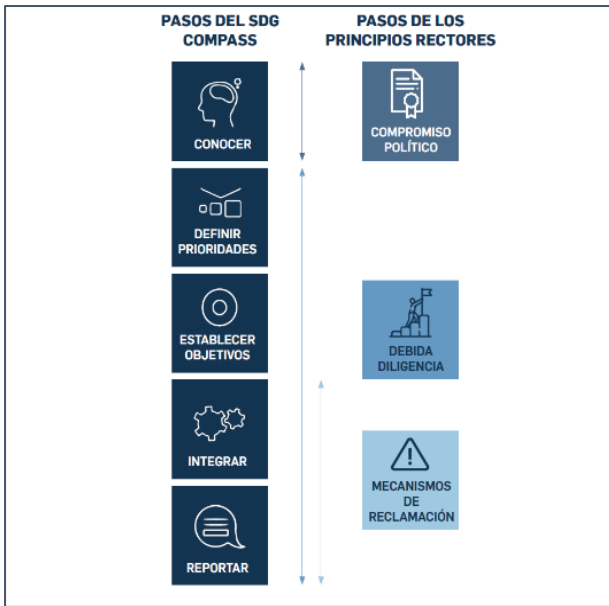 PASOS DEL SDG
COMPASS
PASOS DE LOS
PRINCIPIOS RECTORES
CONOCER
COMPROMISO
POLÍTICO
DEFINIR
PRIORIDADES
ESTABLECER
OBJETIVOS
DEBIDA
DILIGENCIA
INTEGRAR
MECANISMOS
DE
RECLAMACIÓN
REPORTAR